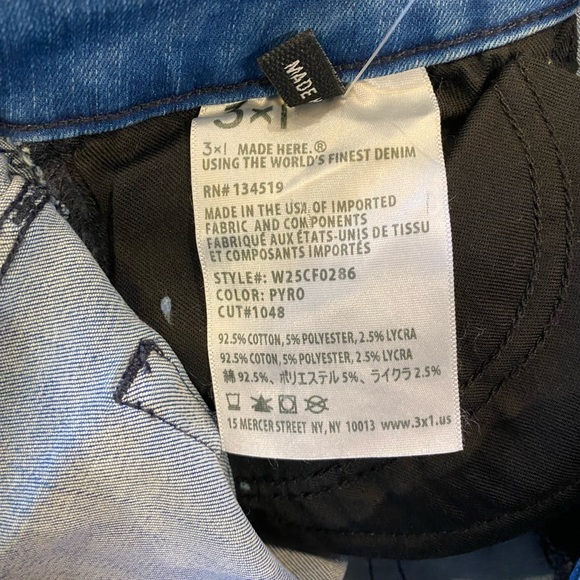 MADE
3×1
3×1 MADE HERE.®
USING THE WORLD'S FINEST DENIM
RN# 134519
MADE IN THE USA OF IMPORTED
FABRIC AND COMPONENTS
FABRIQUÉ AUX ÉTATS-UNIS DE TISSU
ET COMPOSANTS IMPORTÉS
STYLE#: W25CF0286
COLOR: PYRO
CUT#1048
92.5% COTTON, 5% POLYESTER, 2.5% LYCRA
92.5% COTON, 5% POLYESTER, 2.5% LYCRA
綿 92.5%、ポリエステル 5%、ライクラ 2.5%
15 MERCER STREET NY, NY 10013 www.3x1.us